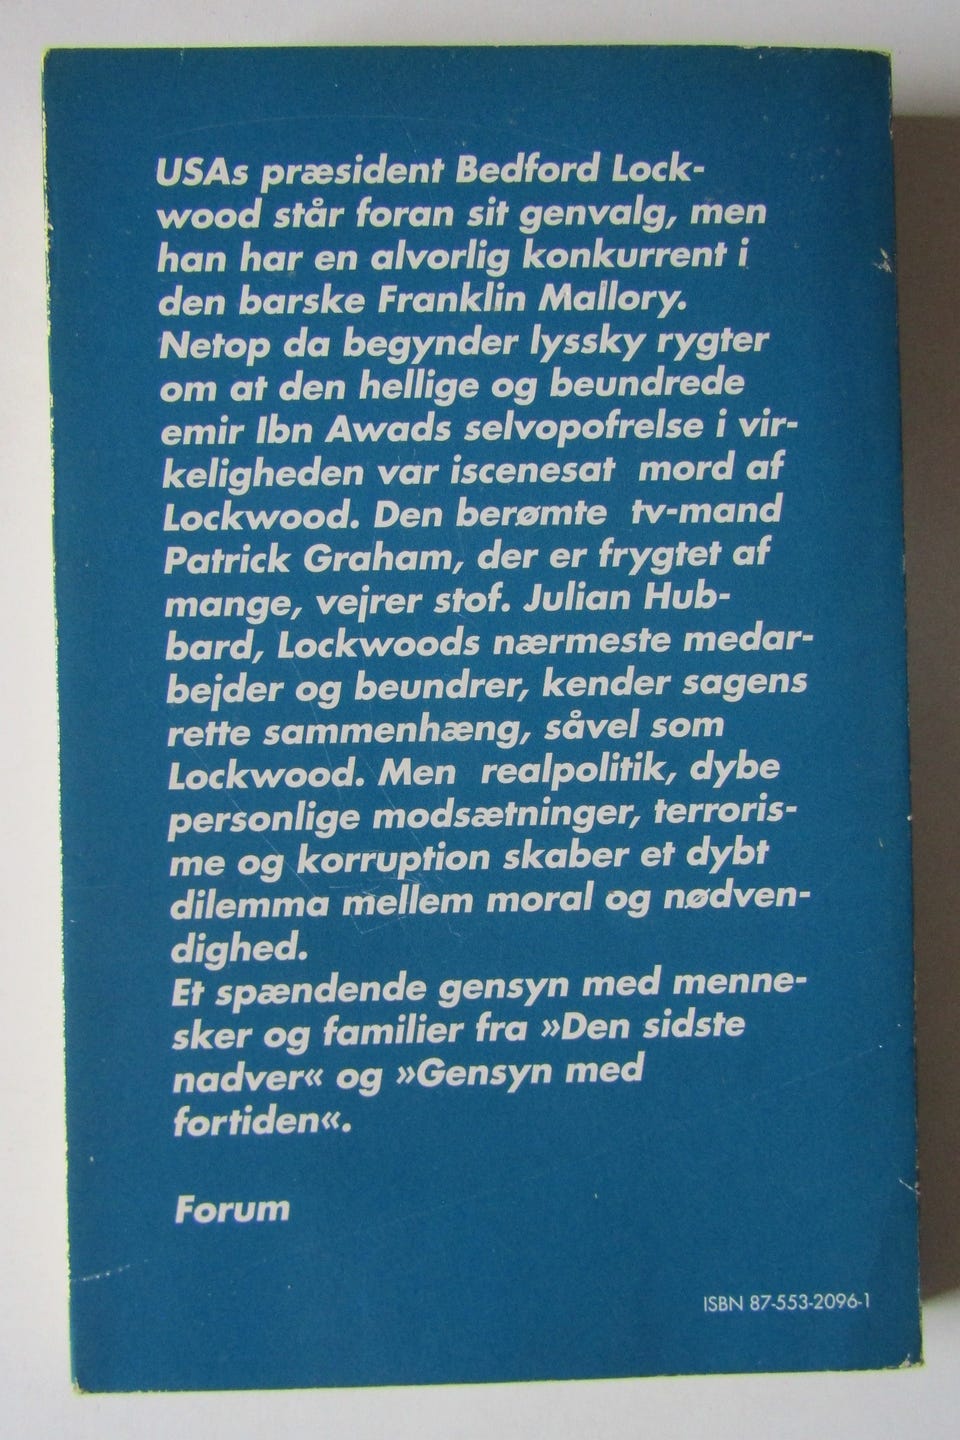 USAs præsident Bedford Lock-
wood står foran sit genvalg, men
han har en alvorlig konkurrent i
den barske Franklin Mallory.
Netop da begynder lyssky rygter
om at den hellige og beundrede
emir Ibn Awads selvopofrelse i vir-
keligheden var iscenesat mord af
Lockwood. Den berømte tv-mand
Patrick Graham, der er frygtet af
mange, vejrer stof. Julian Hub-
bard, Lockwoods nærmeste medar-
bejder og beundrer, kender sagens
rette sammenhæng, såvel som
Lockwood. Men realpolitik, dybe
personlige modsætninger, terroris-
me og korruption skaber et dybt
dilemma mellem moral og nødven-
dighed.
Et spændende gensyn med menne-
sker og familier fra »Den sidste
nadver« og »Gensyn med
fortiden«.
Forum
ISBN 87-553-2096-1